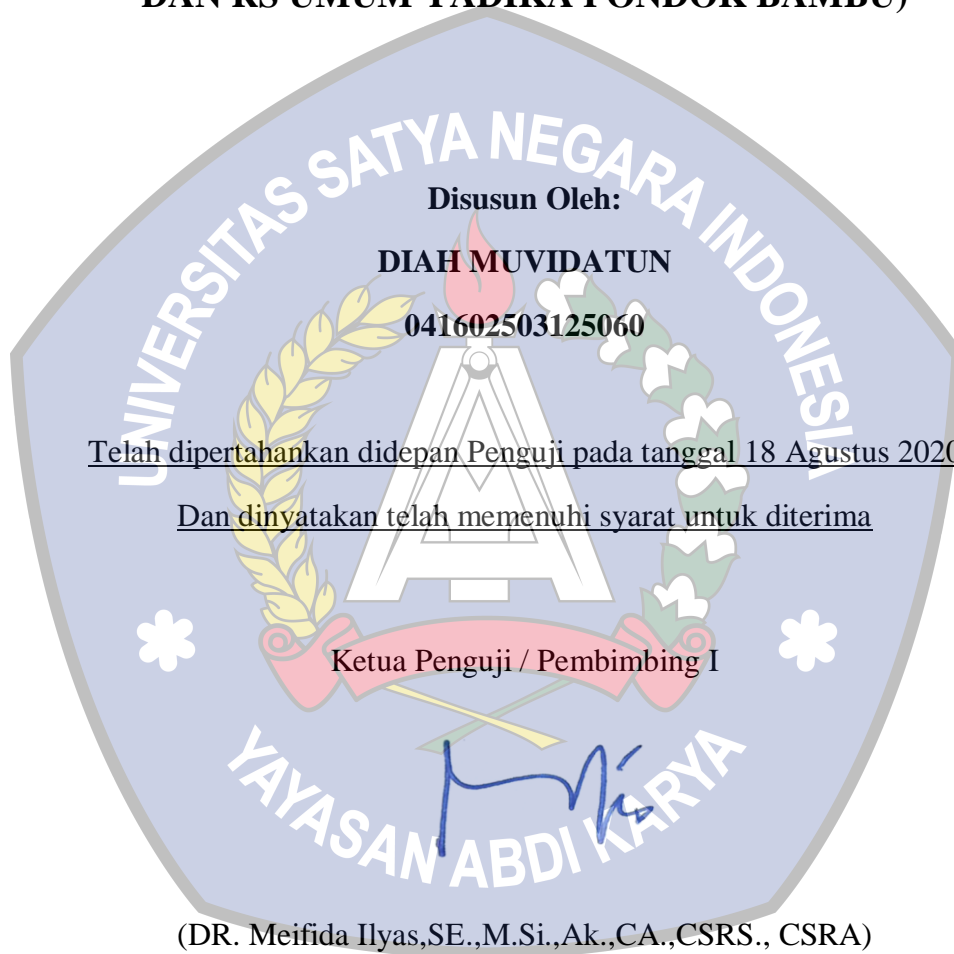 DAN RS UMUM YADIKA PONDOK BAMBU)
UNIVERSITAS SATYA NEGARA INDONESIA
Disusun Oleh:
DIAH MUVIDATUN
041602503125060
Telah dipertahankan didepan Penguji pada tanggal 18 Agustus 2020
Dan dinyatakan telah memenuhi syarat untuk diterima
Ketua Penguji / Pembimbing I
YAYASAN ABDI KARYA
(DR. Meifida Ilyas,SE.,M.Si.,Ak.,CA.,CSRS., CSRA)